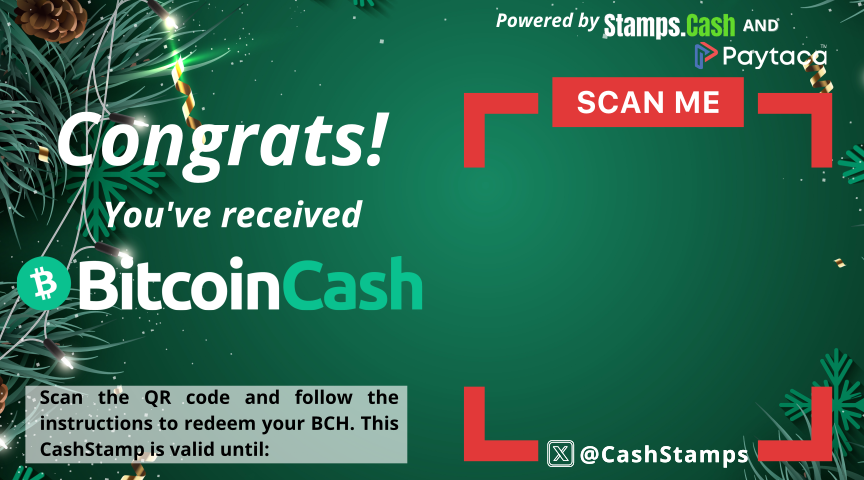 Powered by Stamps.Cash AND
Paytaca™
SCAN ME
Congrats!
You've received
BitcoinCash
Scan the QR code and follow the
instructions to redeem your BCH. This
CashStamp is valid until:
@CashStamps